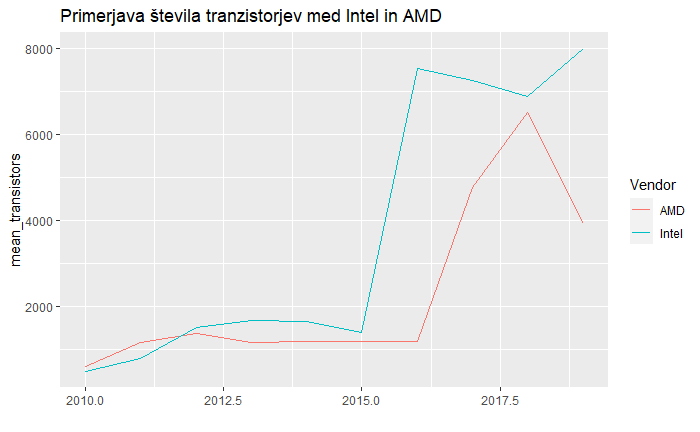 Primerjava števila tranzistorjev med Intel in AMD
mean_transistors
8000
6000
4000
2000
2010.0
2012.5
2015.0
2017.5
Vendor
AMD
Intel